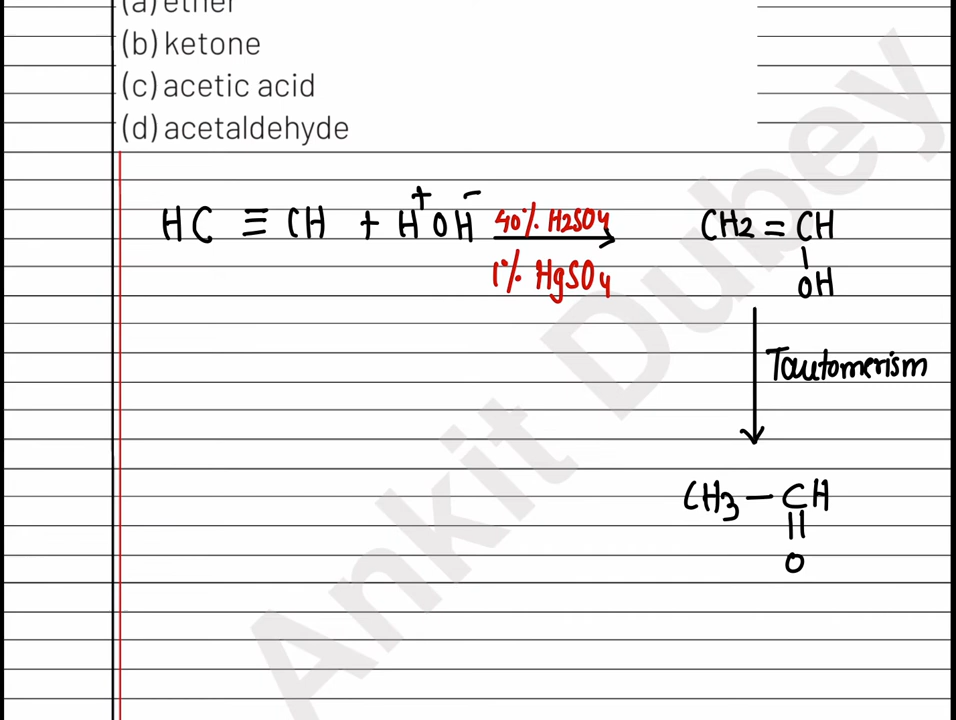 (a) ether
(b) ketone
(c) acetic acid
(d) acetaldehyde
HC ≡ CH + H⁺ OH⁻ 40% H2SO4 CH2 = CH
1% HgSO4
OH
Tautomerism
CH3 — CH
||
O
Ankit Dubey